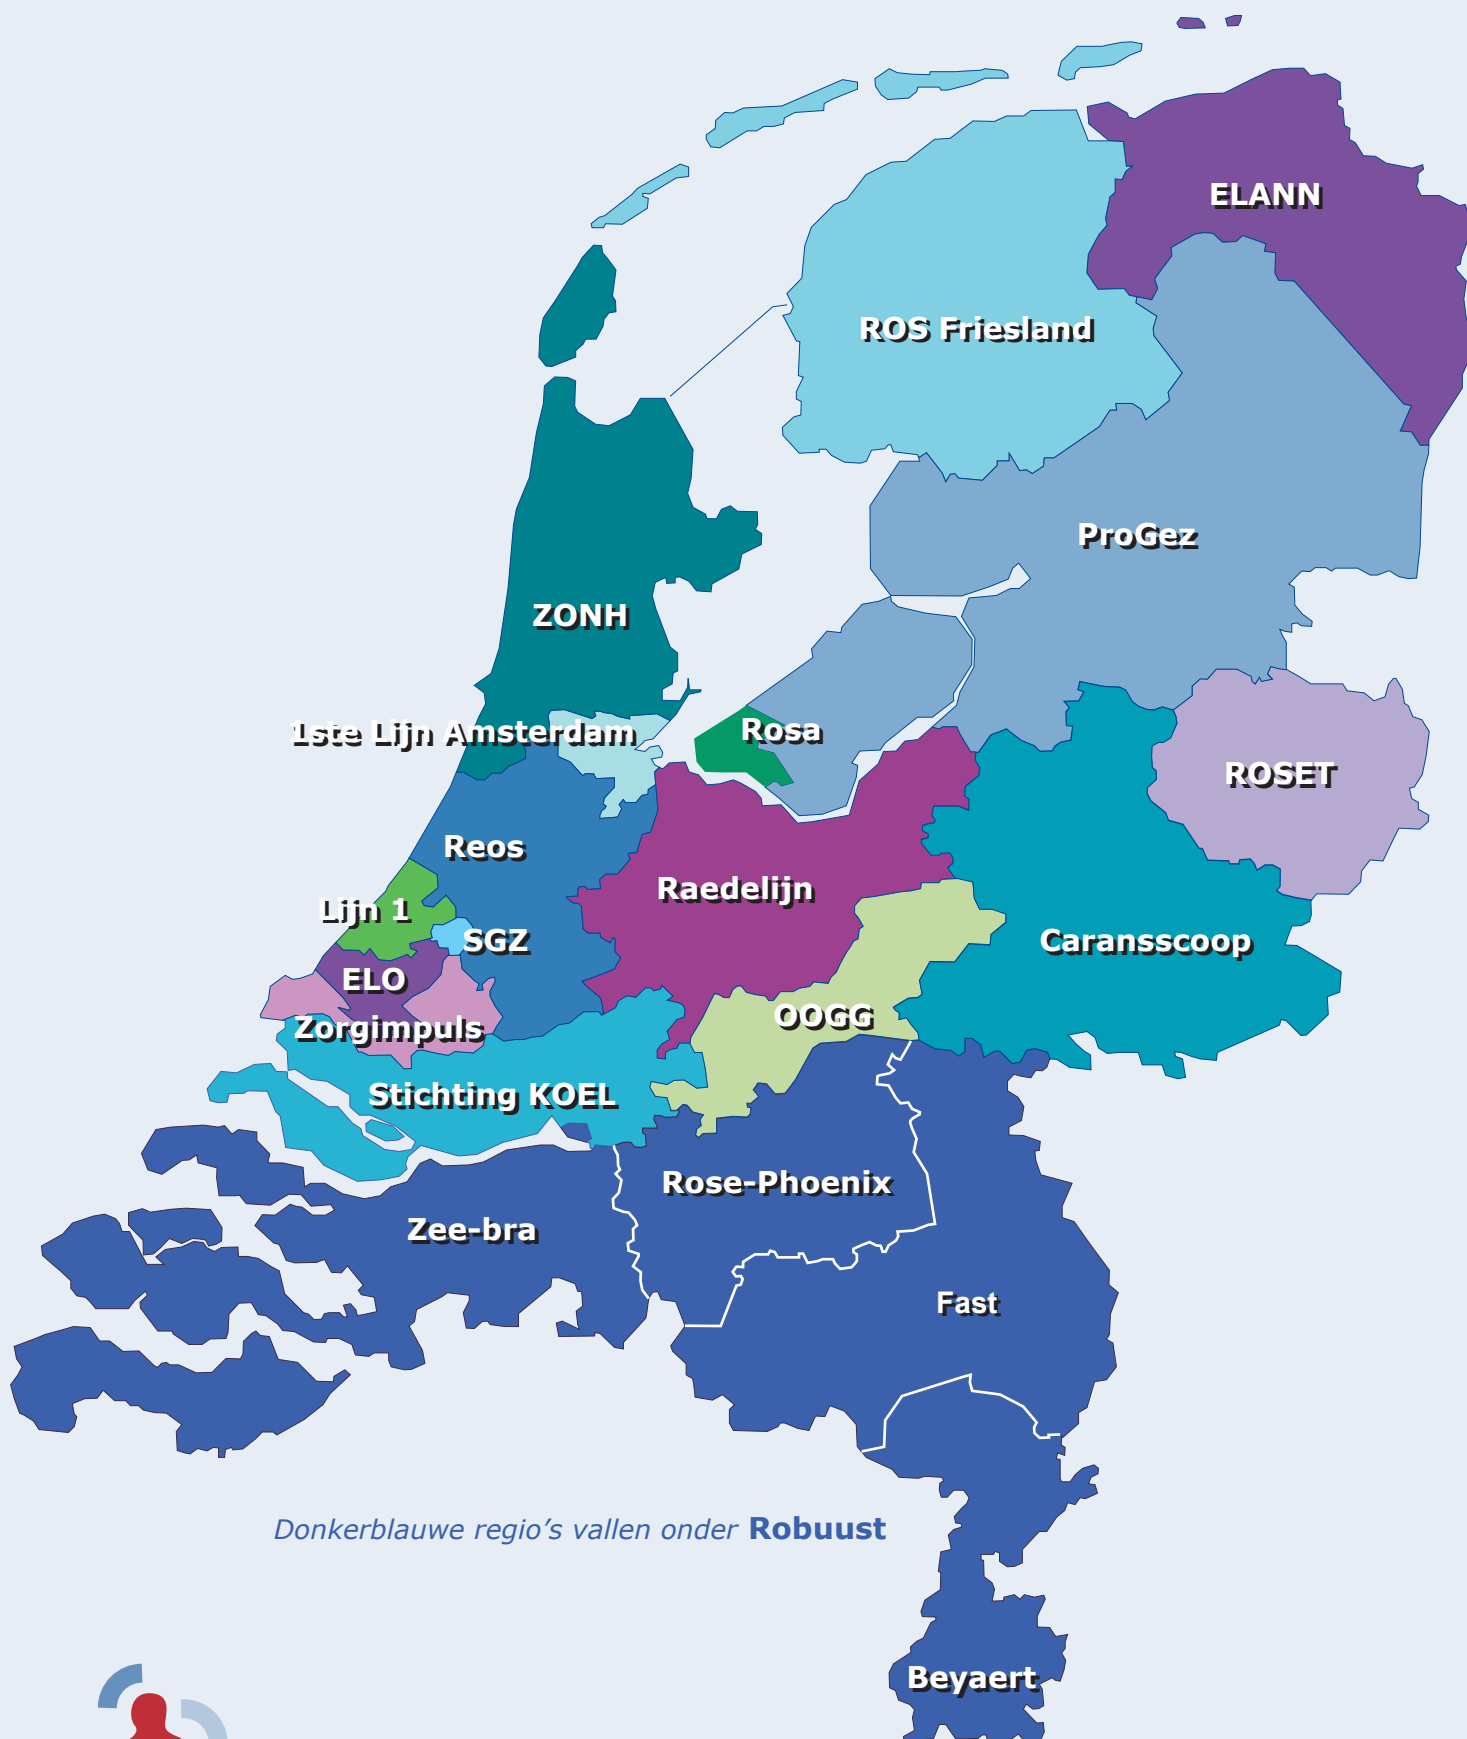 ELANN
ROS Friesland
ProGez
ZONH
1ste Lijn Amsterdam
Rosa
ROSET
Reos
Raedelijn
Lijn 1
SGZ
Caransscoop
ELO
OOGG
Zorgimpuls
Stichting KOEL
Rose-Phoenix
Zee-bra
Fast
Donkerblauwe regio’s vallen onder Robuust
Beyaert